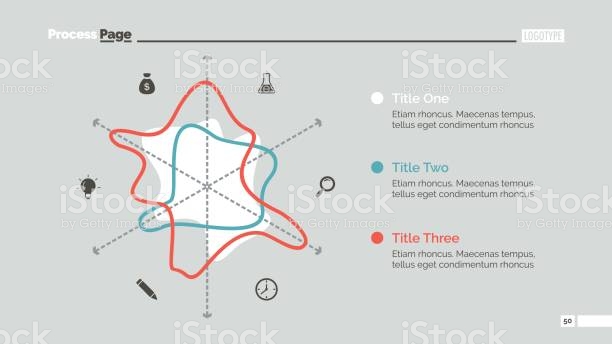 Process Page
LOGOTYPE
iStock
by Getty Images
$
Title One
Etiam rhoncus. Maecenas tempus,
tellus eget condimentum rhoncus
Title Two
Etiam rhoncus. Maecenas tempus,
tellus eget condimentum rhoncus
Title Three
Etiam rhoncus. Maecenas tempus,
tellus eget condimentum rhoncus
50